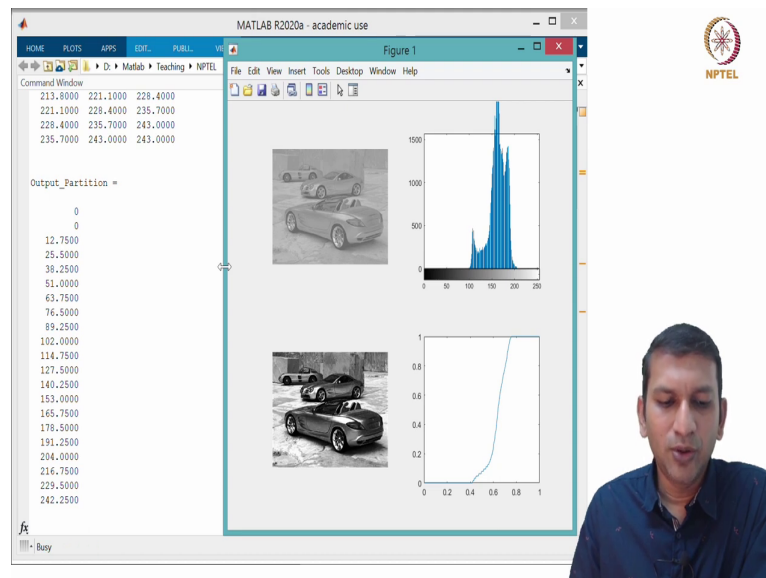 MATLAB R2020a - academic use
HOME PLOTS APPS EDIT... PUBLI... VI
D: Matlab Teaching NPTEL
Command Window
213.8000 221.1000 228.4000
221.1000 228.4000 235.7000
228.4000 235.7000 243.0000
235.7000 243.0000 243.0000
Output_Partition =
0
0
12.7500
25.5000
38.2500
51.0000
63.7500
76.5000
89.2500
102.0000
114.7500
127.5000
140.2500
153.0000
165.7500
178.5000
191.2500
204.0000
216.7500
229.5000
242.2500
fx
Busy
Figure 1
File Edit View Insert Tools Desktop Window Help
1500
1000
500
0
0 50 100 150 200 250
1
0.8
0.6
0.4
0.2
0
0 0.2 0.4 0.6 0.8 1
NPTEL